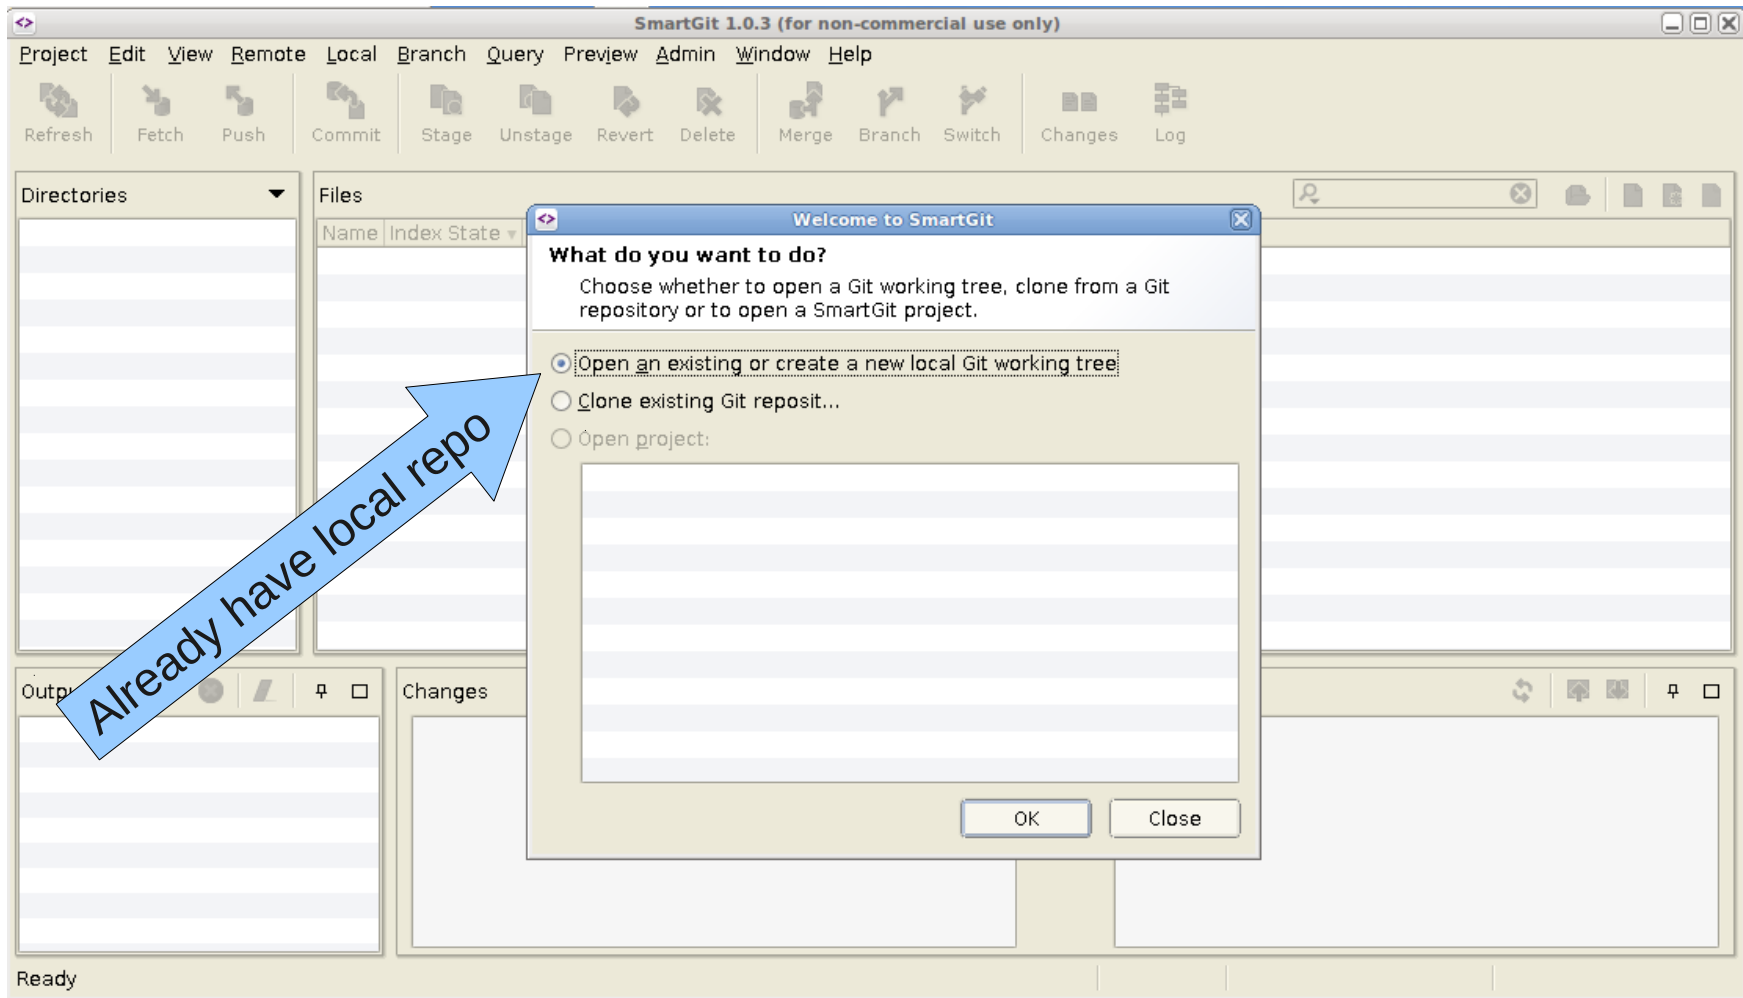 SmartGit 1.0.3 (for non-commercial use only)
Project Edit View Remote Local Branch Query Preview Admin Window Help
Refresh Fetch Push Commit Stage Unstage Revert Delete Merge Branch Switch Changes Log
Directories
Files
Name Index State
Welcome to SmartGit
What do you want to do?
Choose whether to open a Git working tree, clone from a Git
repository or to open a SmartGit project.
Open an existing or create a new local Git working tree
Clone existing Git reposit...
Open project:
Already have local repo
OK Close
Outpu
Changes
Ready